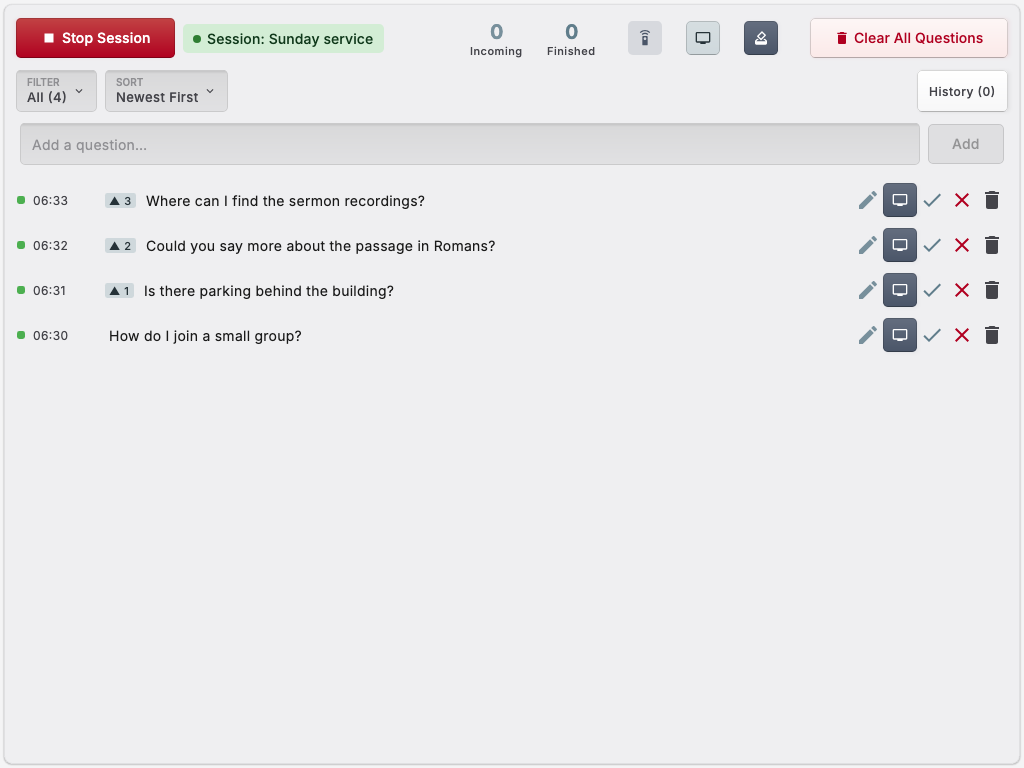 Stop Session
Session: Sunday service
0
Incoming
0
Finished
Clear All Questions
FILTER
All (4)
SORT
Newest First
History (0)
Add a question...
Add
06:33 ▲ 3 Where can I find the sermon recordings?
06:32 ▲ 2 Could you say more about the passage in Romans?
06:31 ▲ 1 Is there parking behind the building?
06:30 How do I join a small group?